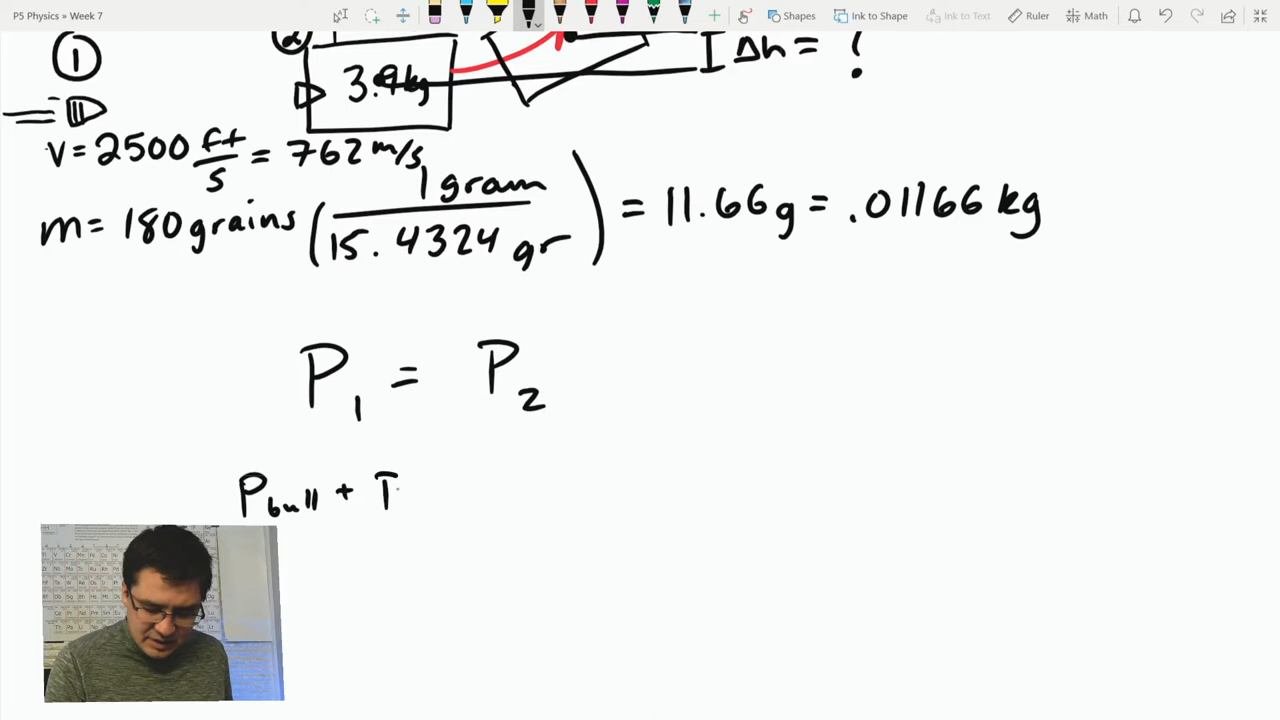 P5 Physics » Week 7
Shapes
Ink to Shape
Ink to Text
Ruler
Math
1
3.9kg
Δh = ?
v = 2500 ft/s = 762 m/s
m = 180 grains (1 gram / 15.4324 gr) = 11.66 g = .01166 kg
P1 = P2
Pbull +